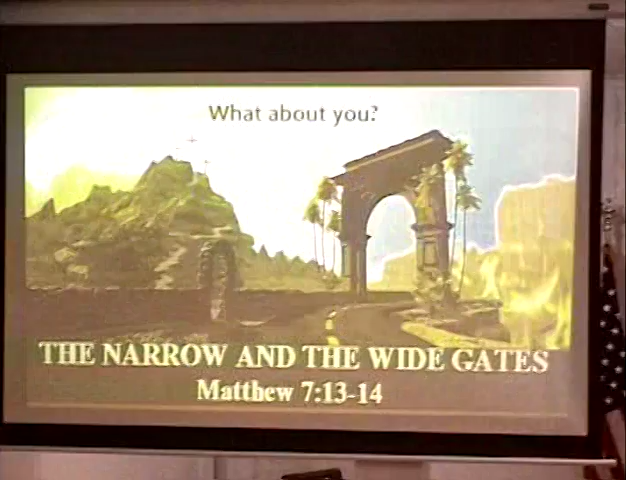 What about you?
THE NARROW AND THE WIDE GATES
Matthew 7:13-14